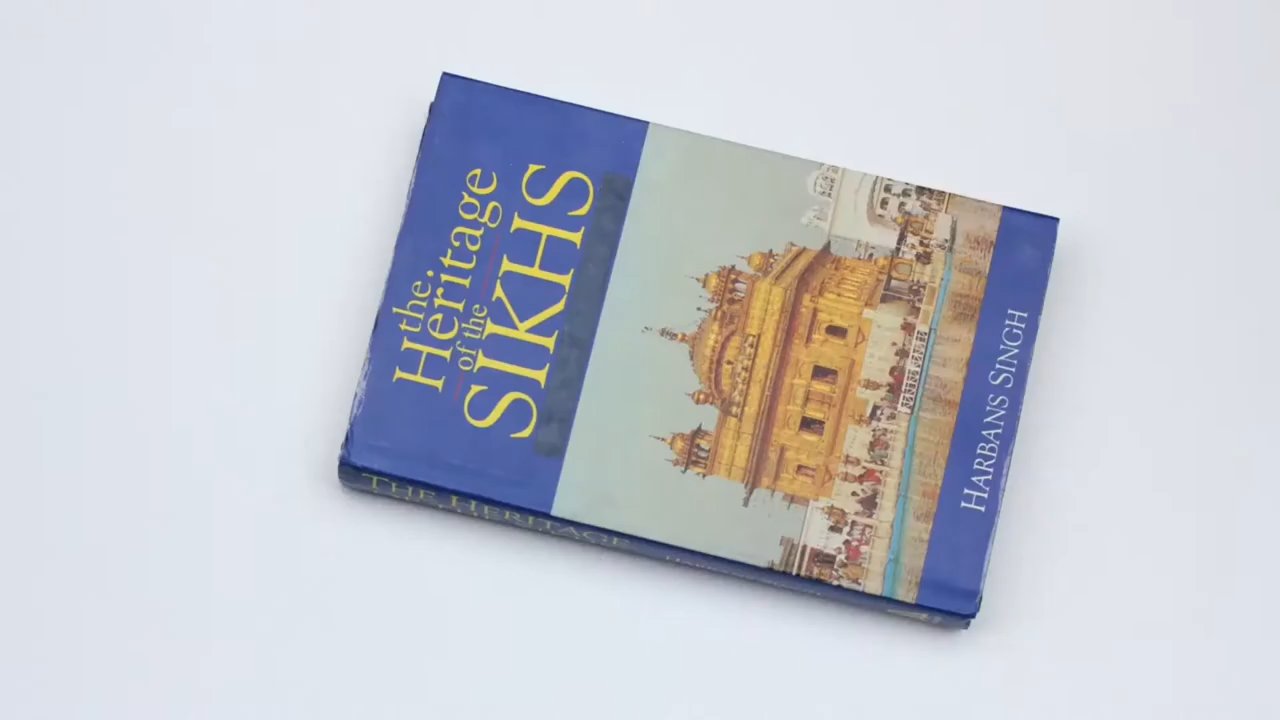 the
Heritage
of the
SIKHS
HARBANS SINGH
THE HERITAGE